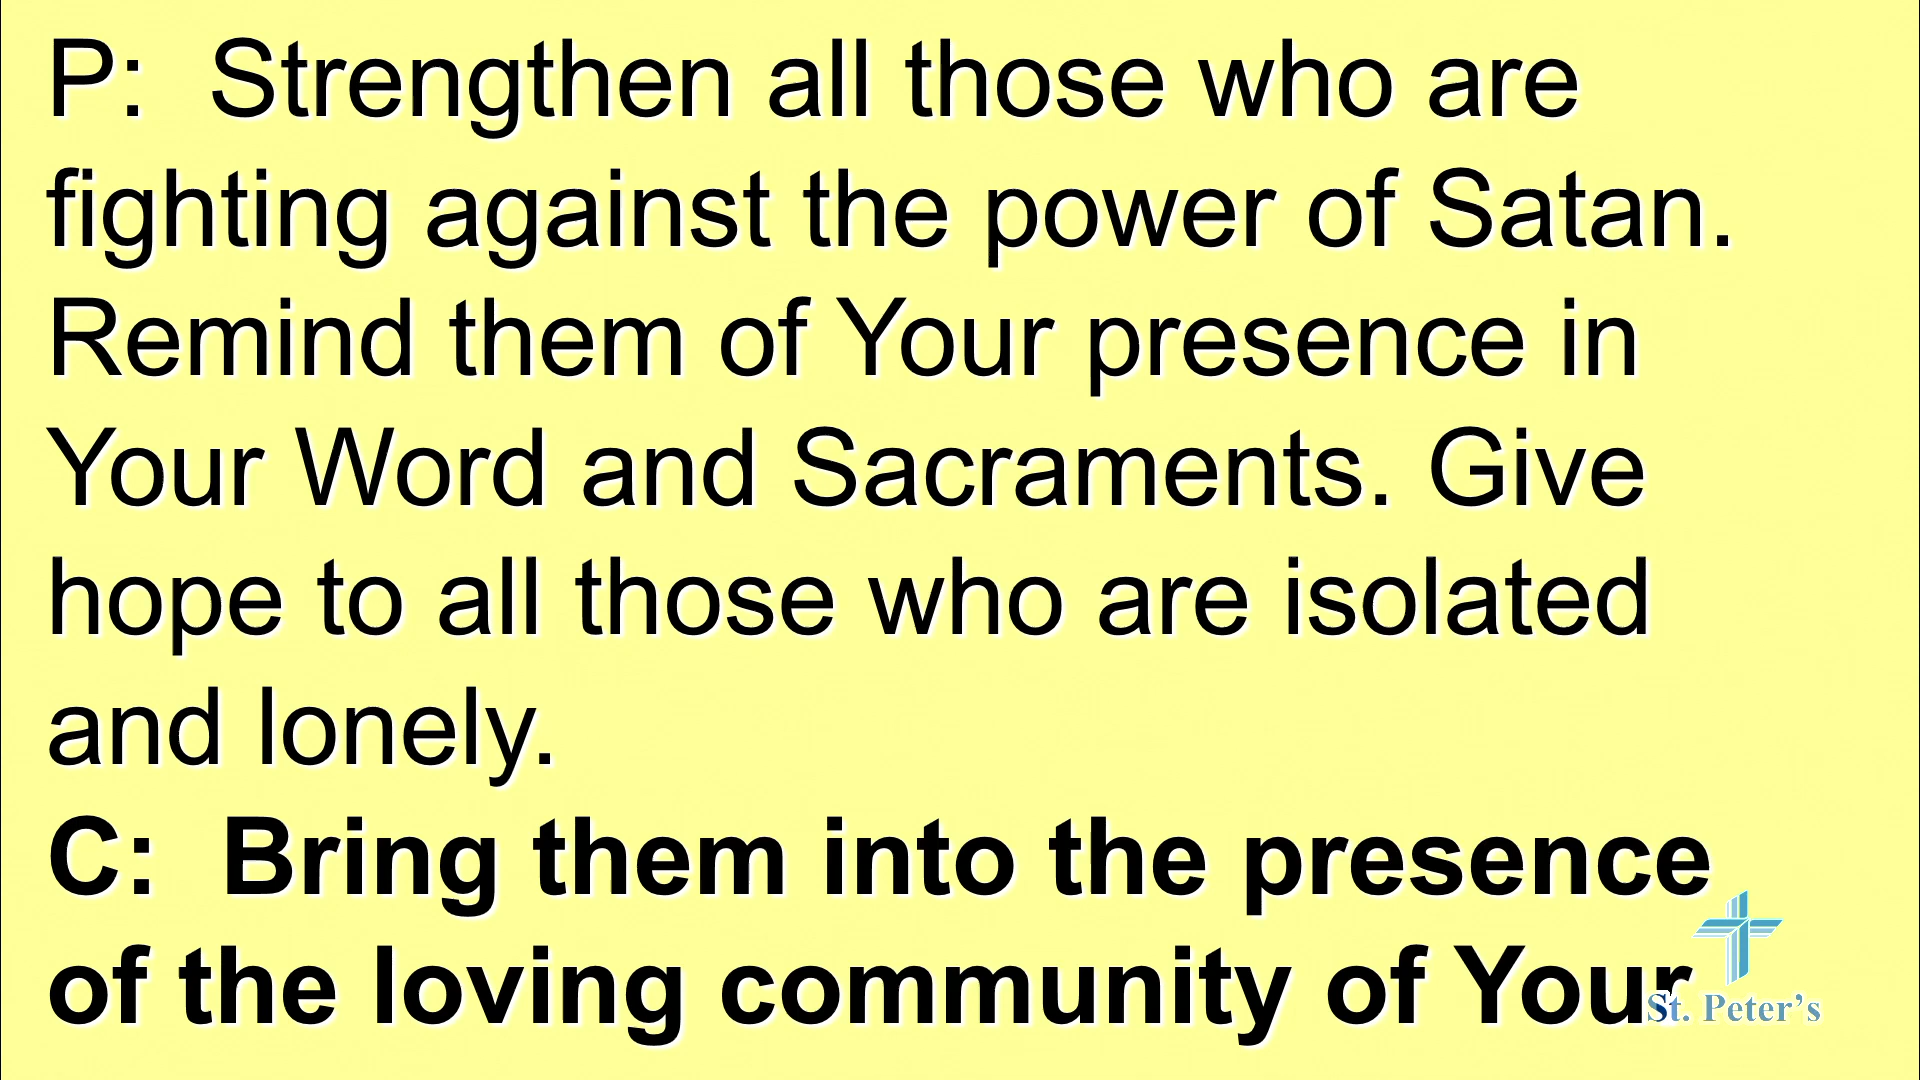 P:  Strengthen all those who are
fighting against the power of Satan.
Remind them of Your presence in
Your Word and Sacraments. Give
hope to all those who are isolated
and lonely.
C:  Bring them into the presence
of the loving community of Your
St. Peter's